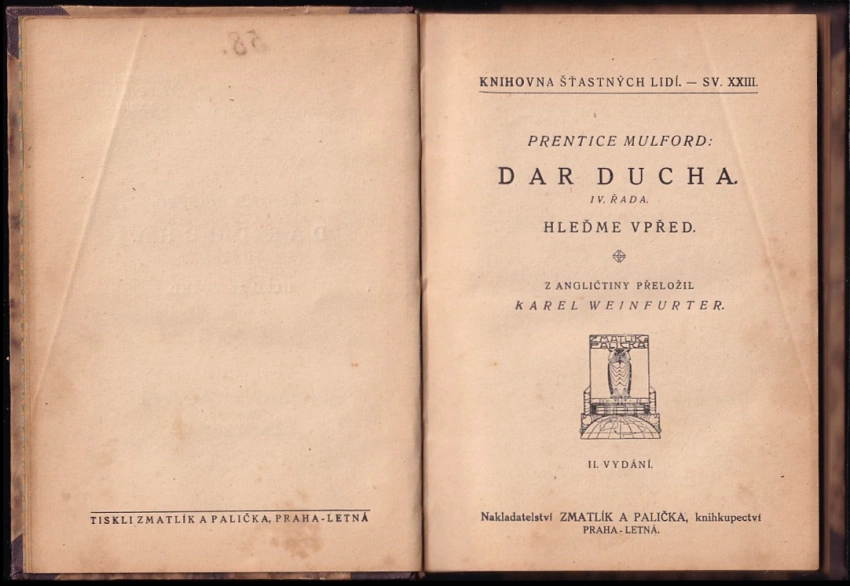 58.
TISKLI ZMATLÍK A PALIČKA, PRAHA-LETNÁ
KNIHOVNA ŠŤASTNÝCH LIDÍ. — SV. XXIII.
PRENTICE MULFORD:
DAR DUCHA.
IV. ŘADA.
HLEĎME VPŘED.
Z ANGLIČTINY PŘELOŽIL
KAREL WEINFURTER.
ZMATLÍK a
PALIČKA
II. VYDÁNÍ.
Nakladatelství ZMATLÍK A PALIČKA, knihkupectví
PRAHA-LETNÁ.